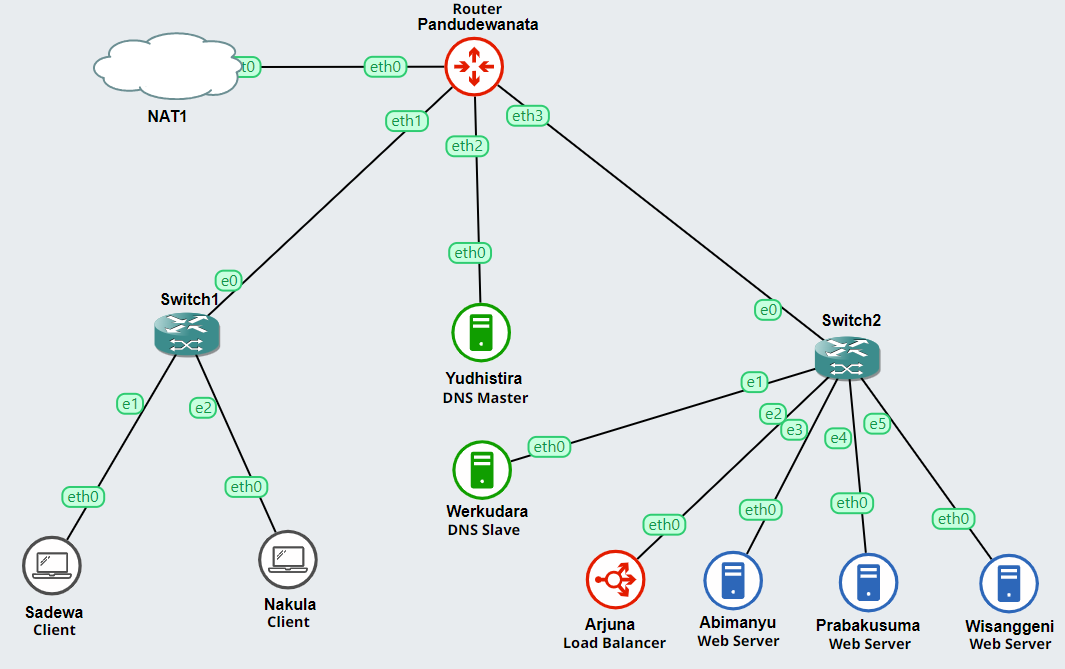 Router
Pandudewanata
t0
eth0
NAT1
eth1
eth2
eth3
eth0
e0
Switch1
e0
Switch2
Yudhistira
DNS Master
e1
e2
e1
e2
e3
e4
e5
eth0
Werkudara
DNS Slave
eth0
eth0
eth0
eth0
eth0
eth0
Sadewa
Client
Nakula
Client
Arjuna
Load Balancer
Abimanyu
Web Server
Prabakusuma
Web Server
Wisanggeni
Web Server